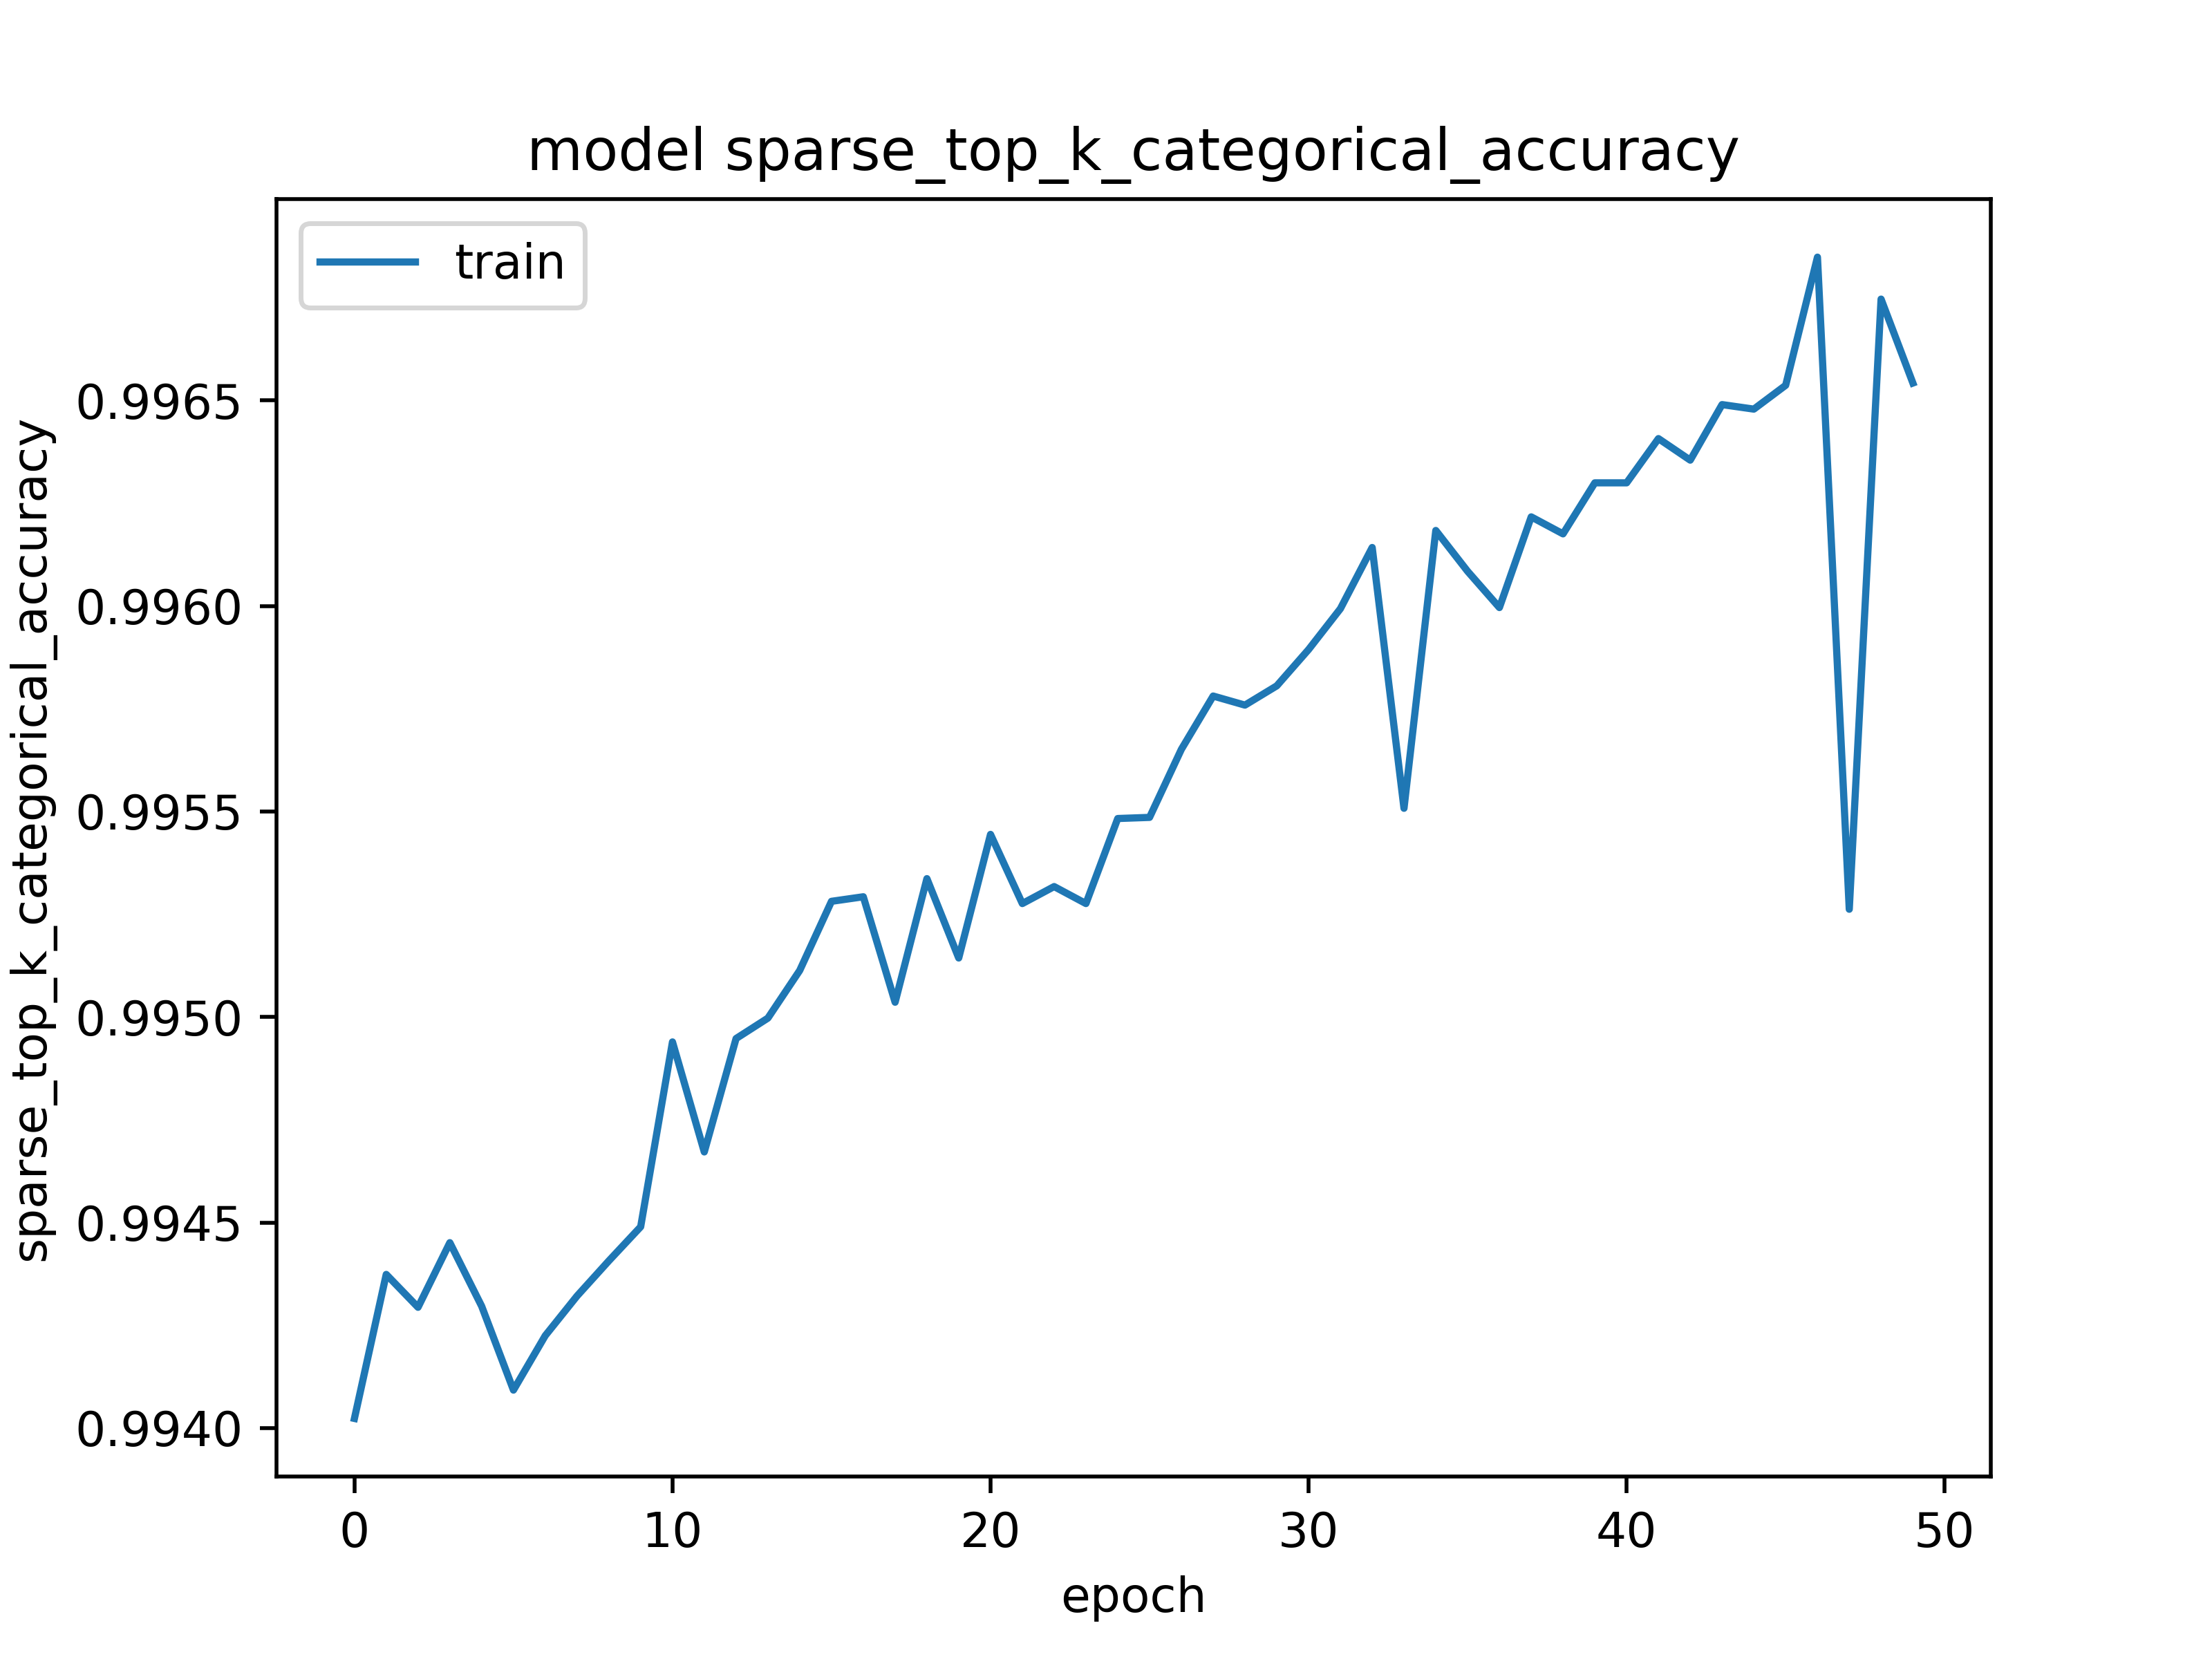 model sparse_top_k_categorical_accuracy
train
sparse_top_k_categorical_accuracy
0.9965
0.9960
0.9955
0.9950
0.9945
0.9940
0 10 20 30 40 50
epoch